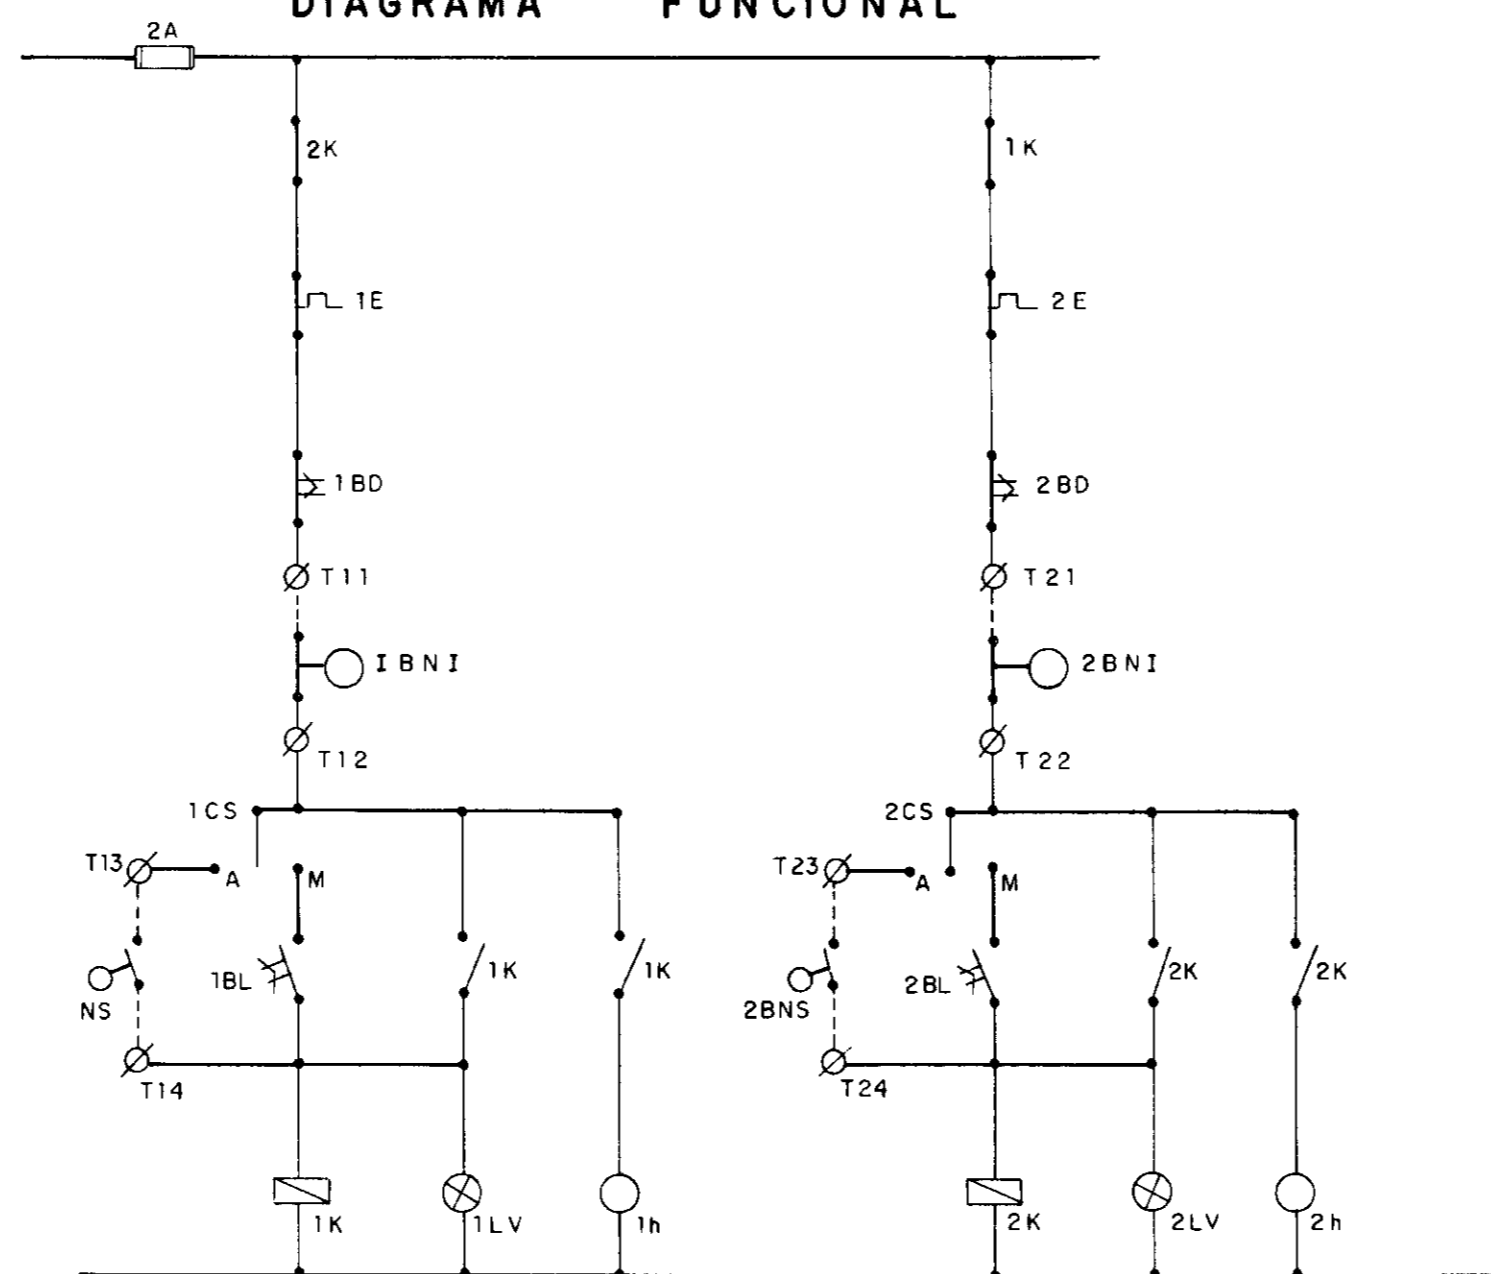 DIAGRAMA FUNCIONAL
2A
2K
1K
1E
2E
1BD
2BD
T11
T21
IBNI
2BNI
T12
T22
1CS
2CS
T13
A
M
T23
A
M
1BL
1K
1K
NS
2BL
2K
2K
2BNS
T14
T24
1K
1LV
1h
2K
2LV
2h